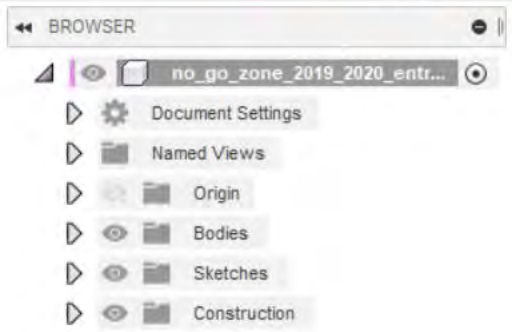 BROWSER
no_go_zone_2019_2020_entr...
Document Settings
Named Views
Origin
Bodies
Sketches
Construction